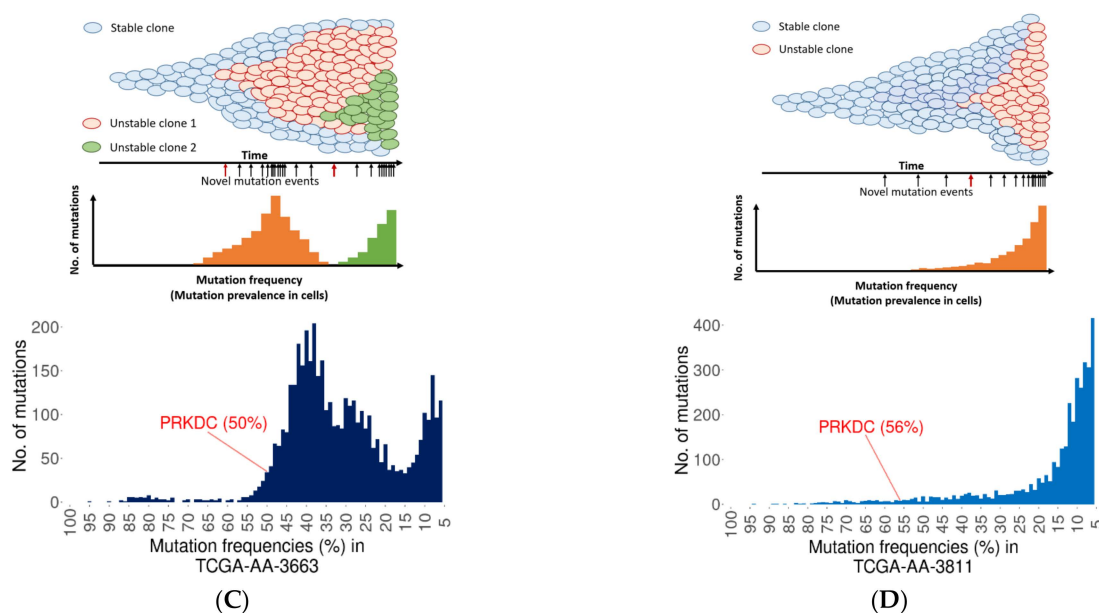 Stable clone
Unstable clone 1
Unstable clone 2
Time
Novel mutation events
No. of mutations
Mutation frequency
(Mutation prevalence in cells)
200
150
100
50
0
No. of mutations
PRKDC (50%)
100
95
90
85
80
75
70
65
60
55
50
45
40
35
30
25
20
15
10
5
Mutation frequencies (%) in
TCGA-AA-3663
(C)
Stable clone
Unstable clone
Time
Novel mutation events
No. of mutations
Mutation frequency
(Mutation prevalence in cells)
400
300
200
100
0
No. of mutations
PRKDC (56%)
100
95
90
85
80
75
70
65
60
55
50
45
40
35
30
25
20
15
10
5
Mutation frequencies (%) in
TCGA-AA-3811
(D)